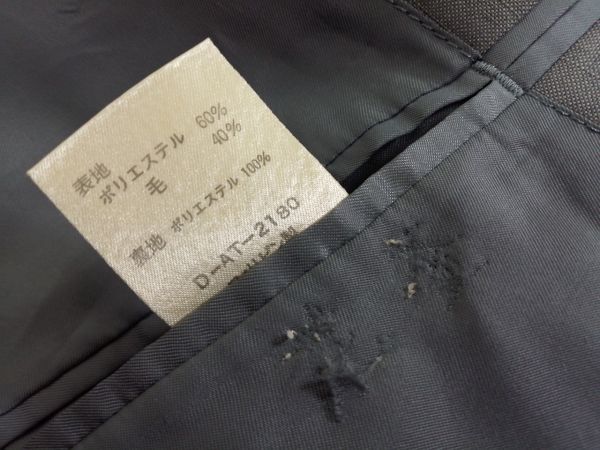 表地
ポリエステル 60%
毛 40%
裏地 ポリエステル 100%
D-AT-2180